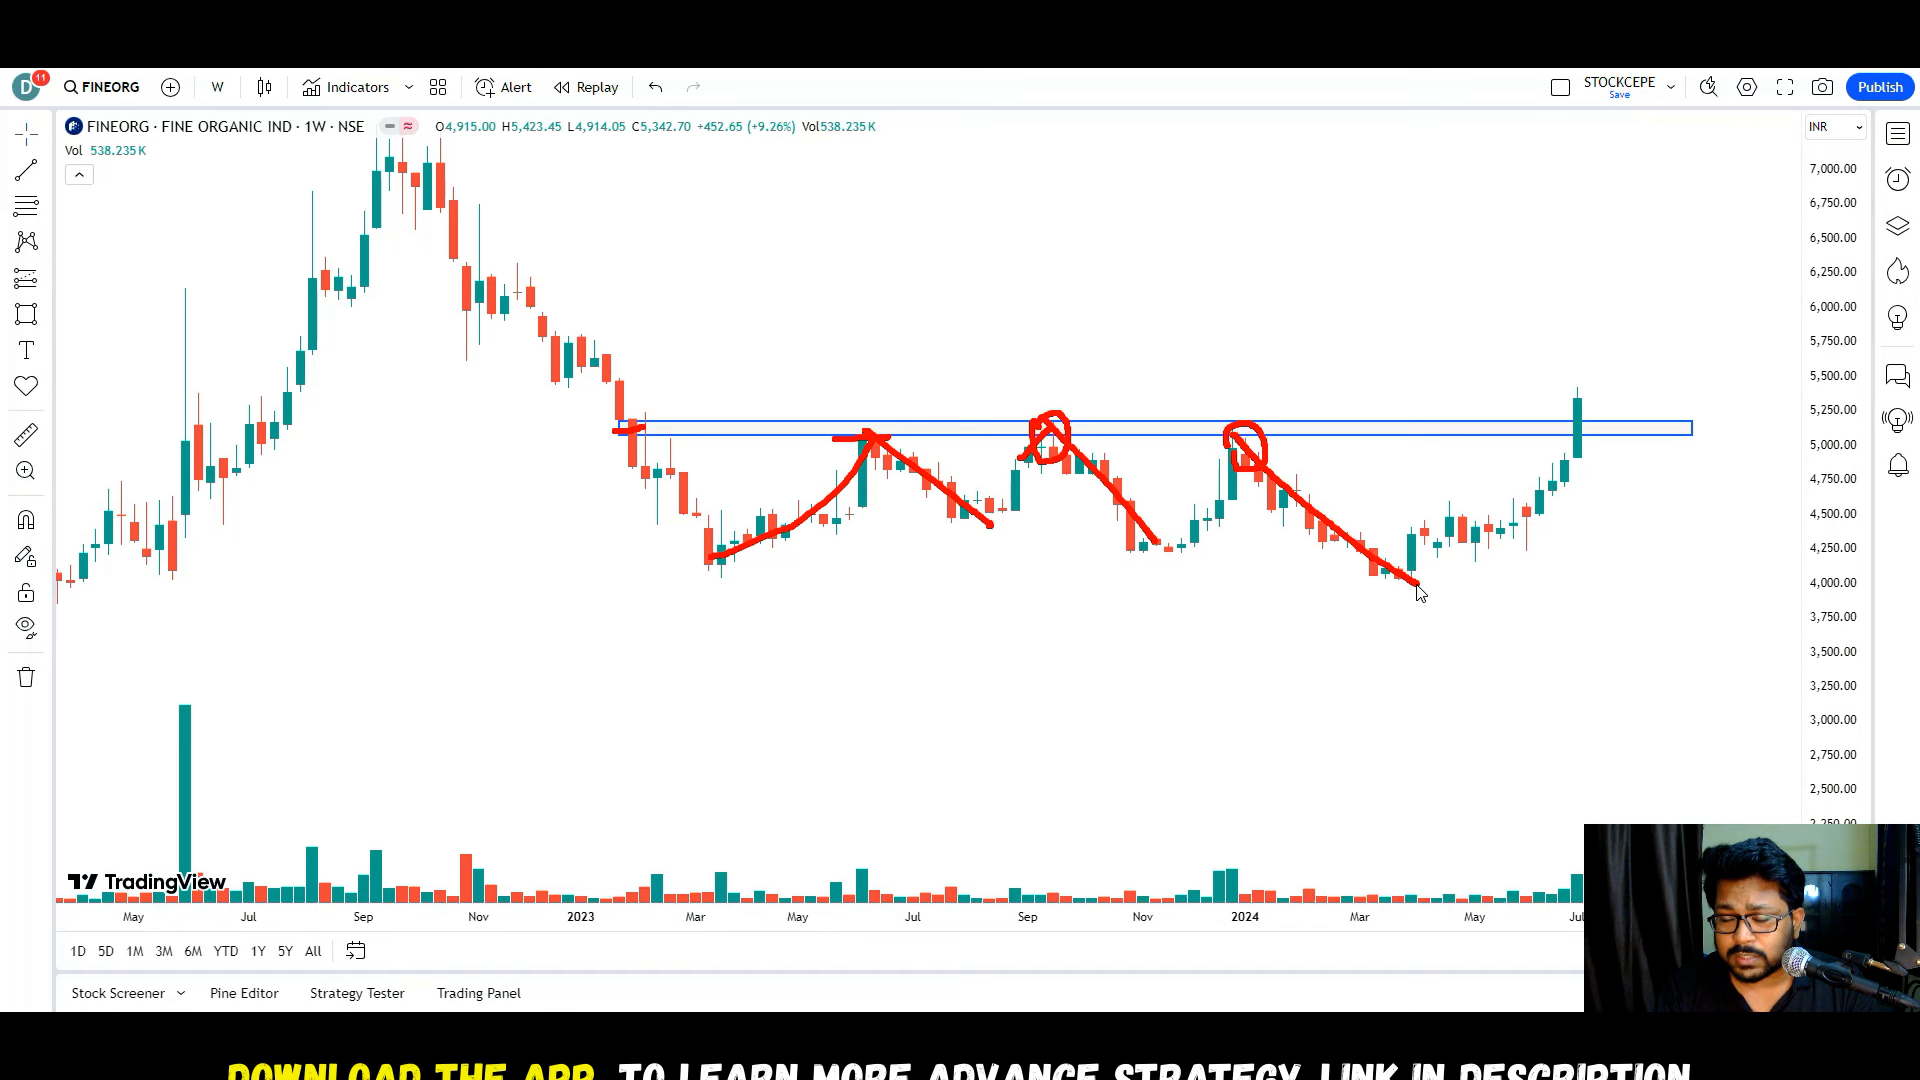 D 11 FINEORG W Indicators Alert Replay STOCKCEPE Save Publish
FINEORG · FINE ORGANIC IND · 1W · NSE O4,915.00 H5,423.45 L4,914.05 C5,342.70 +452.65 (+9.26%) Vol538.235K INR
Vol 538.235K
7,000.00
6,750.00
6,500.00
6,250.00
6,000.00
5,750.00
5,500.00
5,250.00
5,000.00
4,750.00
4,500.00
4,250.00
4,000.00
3,750.00
3,500.00
3,250.00
3,000.00
2,750.00
2,500.00
TradingView
May Jul Sep Nov 2023 Mar May Jul Sep Nov 2024 Mar May
1D 5D 1M 3M 6M YTD 1Y 5Y All
Stock Screener Pine Editor Strategy Tester Trading Panel
DOWNLOAD THE APP TO LEARN MORE ADVANCE STRATEGY LINK IN DESCRIPTION